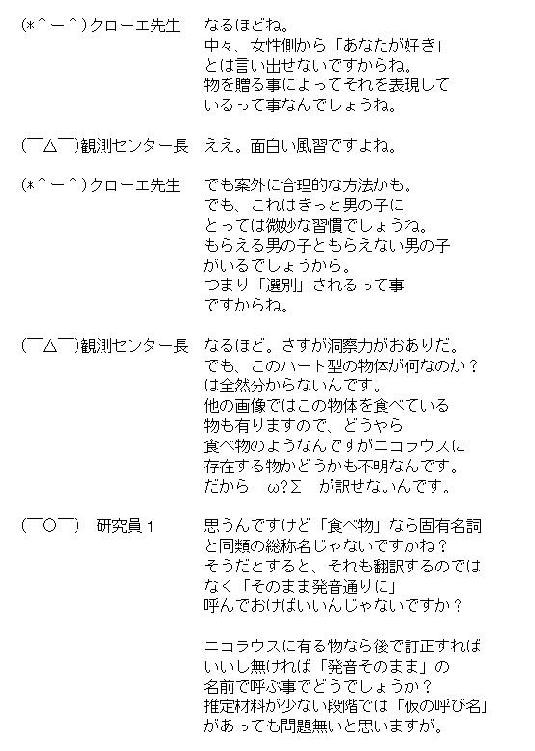 (*＾ー＾)クローエ先生 なるほどね。
中々、女性側から「あなたが好き」
とは言い出せないですからね。
物を贈る事によってそれを表現して
いるって事なんでしょうね。
(￣△￣)観測センター長 ええ。面白い風習ですよね。
(*＾ー＾)クローエ先生 でも案外に合理的な方法かも。
でも、これはきっと男の子に
とっては微妙な習慣でしょうね。
もらえる男の子ともらえない男の子
がいるでしょうから。
つまり「選別」されるって事
ですからね。
(￣△￣)観測センター長 なるほど。さすが洞察力がおありだ。
でも、このハート型の物体が何なのか？
は全然分からないんです。
他の画像ではこの物体を食べている
物も有りますので、どうやら
食べ物のようなんですがニコラウスに
存在する物かどうかも不明なんです。
だから ω?Σ が訳せないんです。
(￣○￣) 研究員１ 思うんですけど「食べ物」なら固有名詞
と同類の総称名じゃないですかね？
そうだとすると、それも翻訳するのでは
なく「そのまま発音通りに」
呼んでおけばいいんじゃないですか？
ニコラウスに有る物なら後で訂正すれば
いいし無ければ「発音そのまま」の
名前で呼ぶ事でどうでしょうか？
推定材料が少ない段階では「仮の呼び名」
があっても問題無いと思いますが。